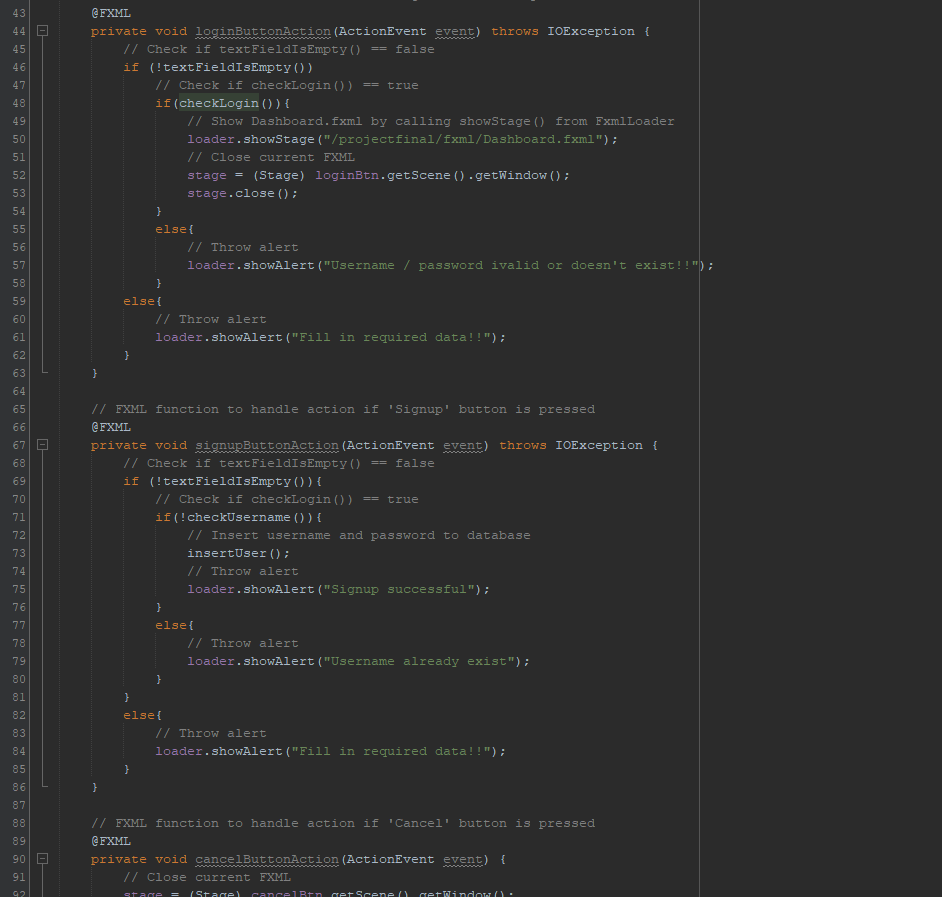 43 @FXML
44 private void loginButtonAction(ActionEvent event) throws IOException {
45 // Check if textFieldIsEmpty() == false
46 if (!textFieldIsEmpty())
47 // Check if checkLogin()) == true
48 if(checkLogin()){
49 // Show Dashboard.fxml by calling showStage() from FxmlLoader
50 loader.showStage("/projectfinal/fxml/Dashboard.fxml");
51 // Close current FXML
52 stage = (Stage) loginBtn.getScene().getWindow();
53 stage.close();
54 }
55 else{
56 // Throw alert
57 loader.showAlert("Username / password ivalid or doesn't exist!!");
58 }
59 else{
60 // Throw alert
61 loader.showAlert("Fill in required data!!");
62 }
63 }
64
65 // FXML function to handle action if 'Signup' button is pressed
66 @FXML
67 private void signupButtonAction(ActionEvent event) throws IOException {
68 // Check if textFieldIsEmpty() == false
69 if (!textFieldIsEmpty()){
70 // Check if checkLogin()) == true
71 if(!checkUsername()){
72 // Insert username and password to database
73 insertUser();
74 // Throw alert
75 loader.showAlert("Signup successful");
76 }
77 else{
78 // Throw alert
79 loader.showAlert("Username already exist");
80 }
81 }
82 else{
83 // Throw alert
84 loader.showAlert("Fill in required data!!");
85 }
86 }
87
88 // FXML function to handle action if 'Cancel' button is pressed
89 @FXML
90 private void cancelButtonAction(ActionEvent event) {
91 // Close current FXML
92 stage = (Stage) cancelBtn.getScene().getWindow();